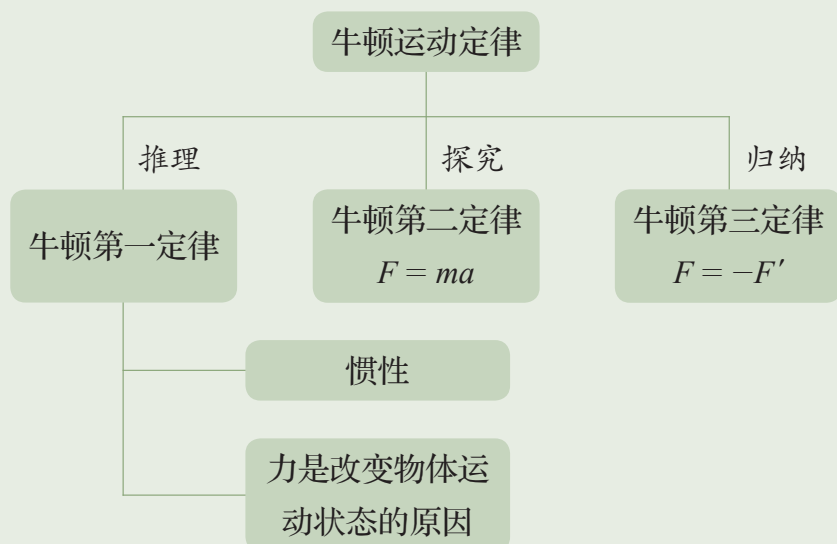 牛顿运动定律
推理
探究
归纳
牛顿第一定律
牛顿第二定律
F = ma
牛顿第三定律
F = −F′
惯性
力是改变物体运
动状态的原因